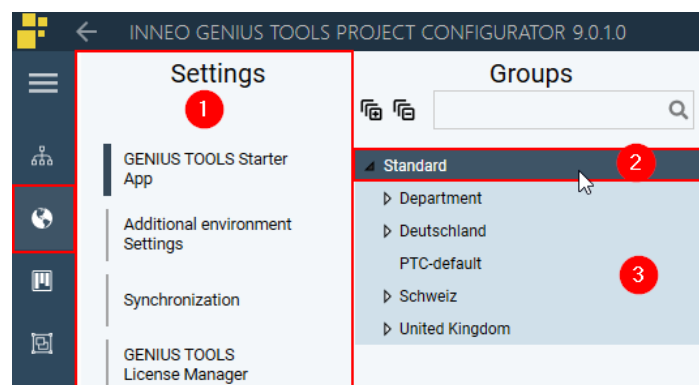 INNEO GENIUS TOOLS PROJECT CONFIGURATOR 9.0.1.0
Settings
1
GENIUS TOOLS Starter
App
Additional environment
Settings
Synchronization
GENIUS TOOLS
License Manager
Groups
Standard
2
Department
Deutschland
PTC-default
3
Schweiz
United Kingdom